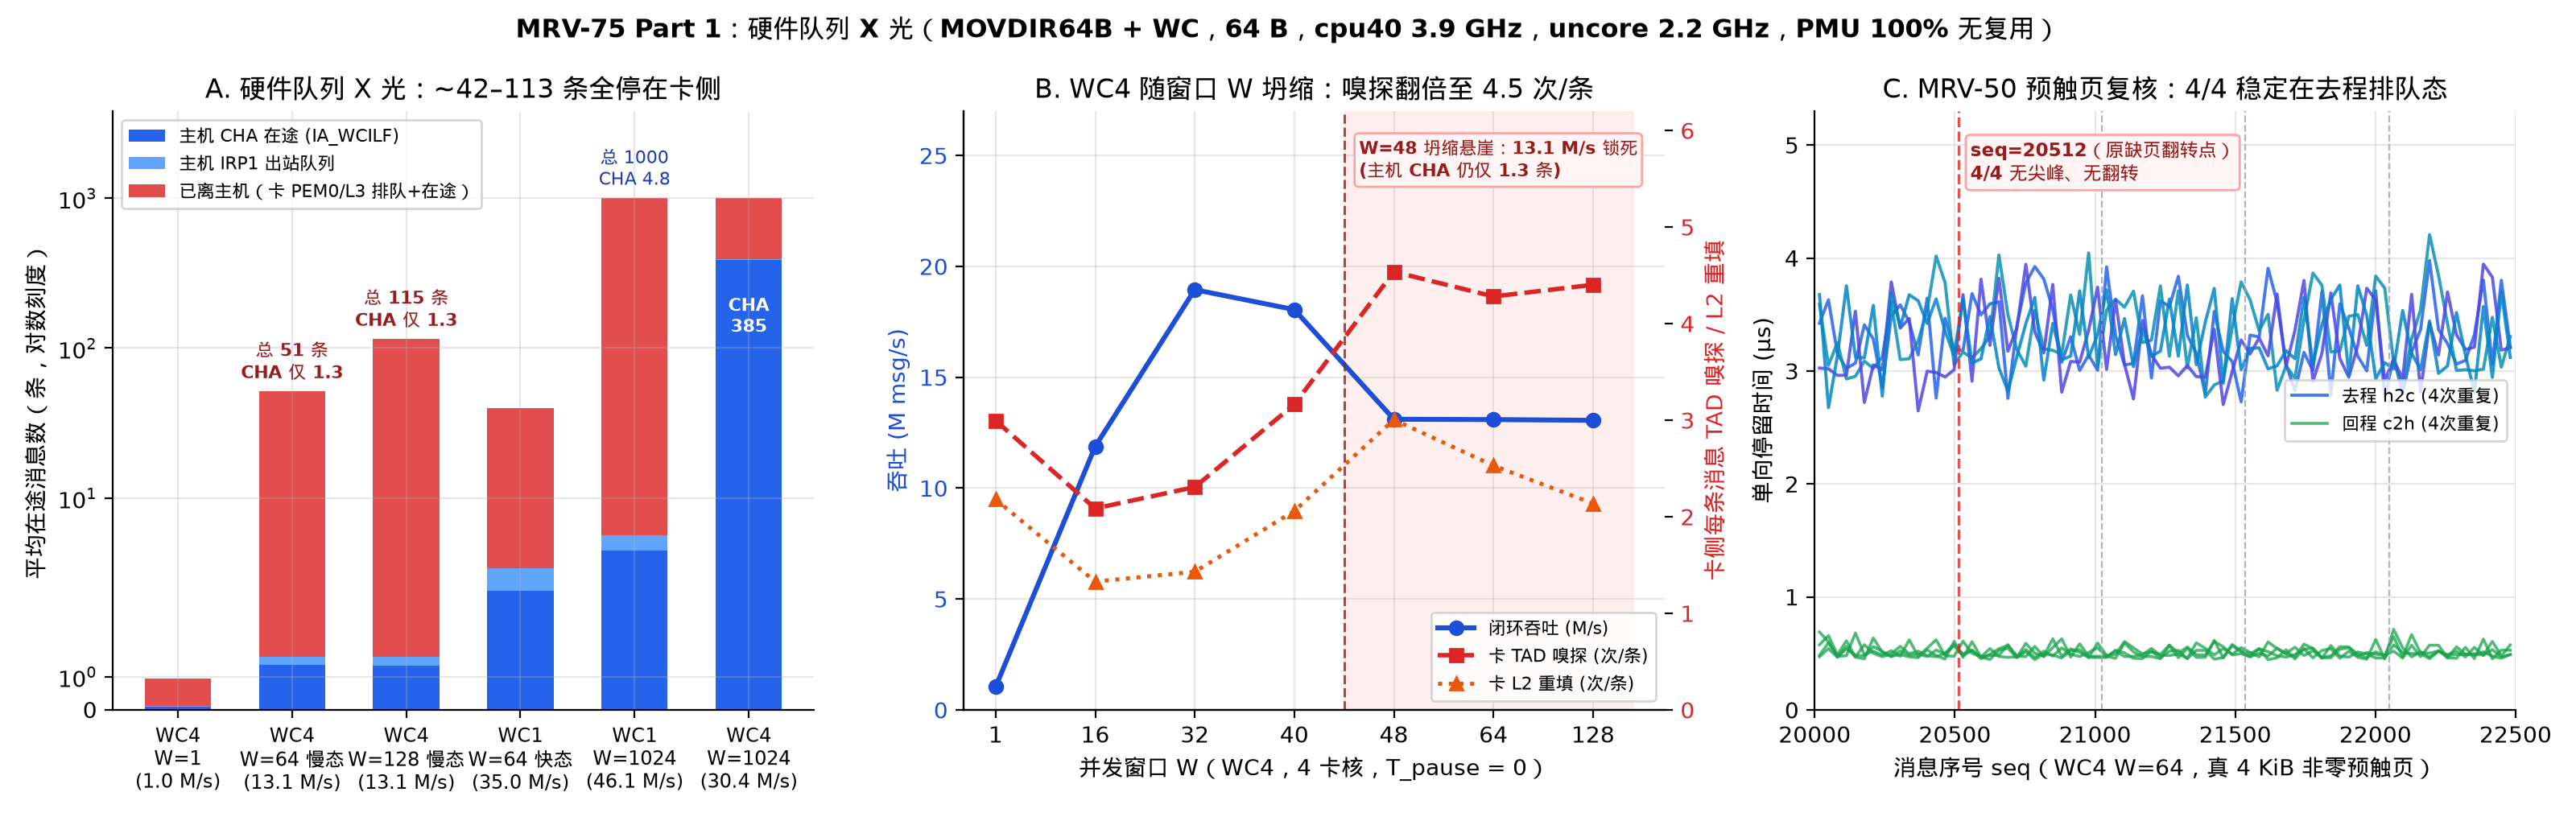 MRV-75 Part 1：硬件队列 X 光（MOVDIR64B + WC，64 B，cpu40 3.9 GHz，uncore 2.2 GHz，PMU 100% 无复用）
A. 硬件队列 X 光：~42–113 条全停在卡侧
主机 CHA 在途 (IA_WCILF)
主机 IRP1 出站队列
已离主机（卡 PEM0/L3 排队+在途）
总 1000
CHA 4.8
总 115 条
CHA 仅 1.3
总 51 条
CHA 仅 1.3
CHA
385
平均在途消息数（条，对数刻度）
10³
10²
10¹
10⁰
0
WC4
W=1
(1.0 M/s)
WC4
W=64 慢态
(13.1 M/s)
WC4
W=128 慢态
(13.1 M/s)
WC1
W=64 快态
(35.0 M/s)
WC1
W=1024
(46.1 M/s)
WC4
W=1024
(30.4 M/s)
B. WC4 随窗口 W 坍缩：嗅探翻倍至 4.5 次/条
W=48 坍缩悬崖：13.1 M/s 锁死
(主机 CHA 仍仅 1.3 条)
吞吐 (M msg/s)
25
20
15
10
5
0
6
5
4
3
2
1
0
卡侧每条消息 TAD 嗅探 / L2 重填
闭环吞吐 (M/s)
卡 TAD 嗅探 (次/条)
卡 L2 重填 (次/条)
1 16 32 40 48 64 128
并发窗口 W（WC4，4 卡核，T_pause = 0）
C. MRV-50 预触页复核：4/4 稳定在去程排队态
seq=20512（原缺页翻转点）
4/4 无尖峰、无翻转
单向停留时间 (µs)
5
4
3
2
1
0
去程 h2c (4次重复)
回程 c2h (4次重复)
20000 20500 21000 21500 22000 22500
消息序号 seq（WC4 W=64，真 4 KiB 非零预触页）